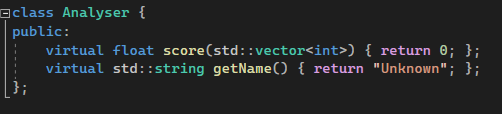 class Analyser {
public:
    virtual float score(std::vector<int>) { return 0; };
    virtual std::string getName() { return "Unknown"; };
};